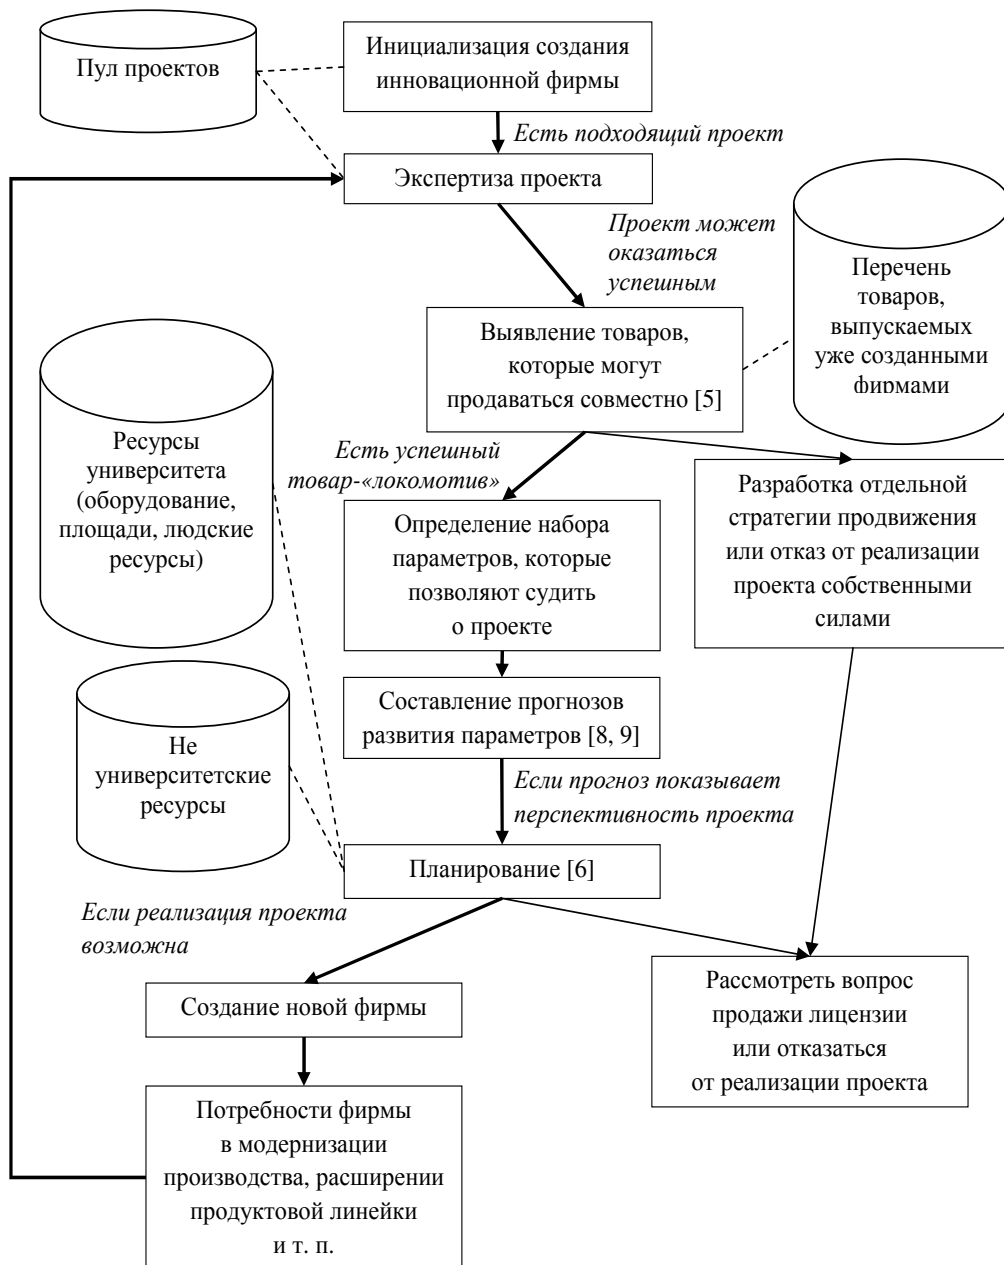 Пул проектов
Инициализация создания
инновационной фирмы
Есть подходящий проект
Экспертиза проекта
Проект может
оказаться
успешным
Перечень
товаров,
выпускаемых
уже созданными
фирмами
Выявление товаров,
которые могут
продаваться совместно [5]
Ресурсы
университета
(оборудование,
площади, людские
ресурсы)
Есть успешный
товар-«локомотив»
Определение набора
параметров, которые
позволяют судить
о проекте
Разработка отдельной
стратегии продвижения
или отказ от реализации
проекта собственными
силами
Составление прогнозов
развития параметров [8, 9]
Не
университетские
ресурсы
Если прогноз показывает
перспективность проекта
Планирование [6]
Если реализация проекта
возможна
Создание новой фирмы
Рассмотреть вопрос
продажи лицензии
или отказаться
от реализации проекта
Потребности фирмы
в модернизации
производства, расширении
продуктовой линейки
и т. п.